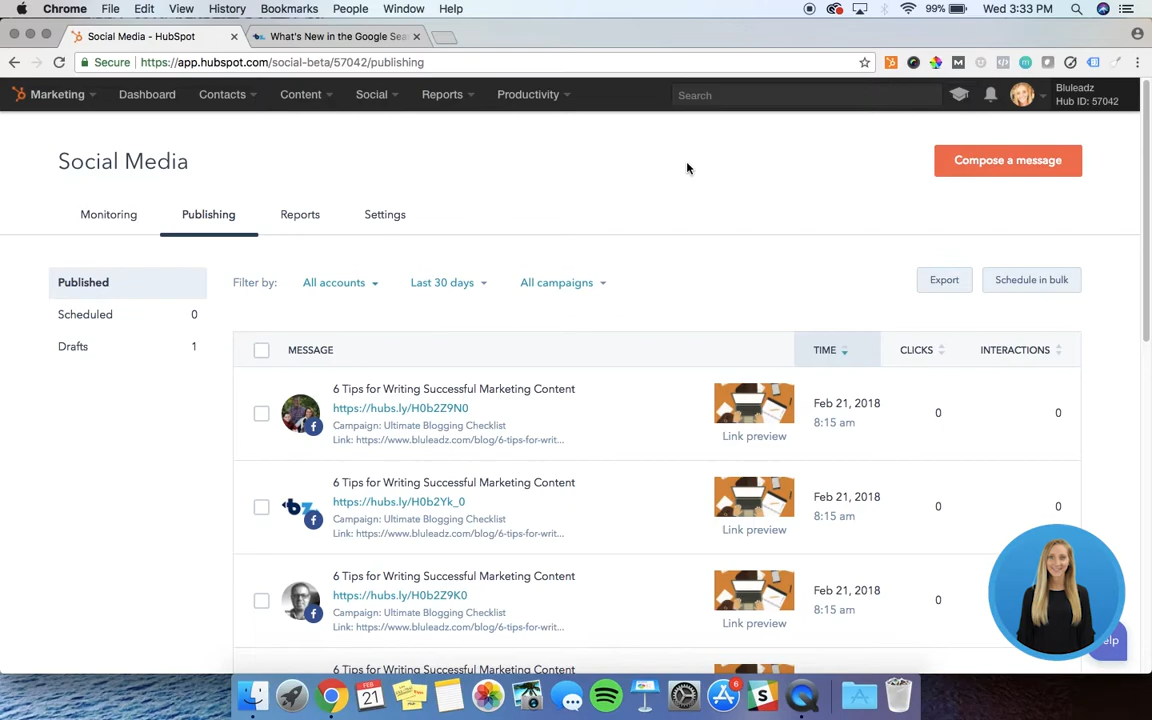 Chrome File Edit View History Bookmarks People Window Help 99% Wed 3:33 PM
Social Media - HubSpot What's New in the Google Sea
Secure https://app.hubspot.com/social-beta/57042/publishing
Marketing Dashboard Contacts Content Social Reports Productivity Search Bluleadz
Hub ID: 57042
Social Media Compose a message
Monitoring Publishing Reports Settings
Published Filter by: All accounts Last 30 days All campaigns Export Schedule in bulk
Scheduled 0
Drafts 1
MESSAGE TIME CLICKS INTERACTIONS
6 Tips for Writing Successful Marketing Content
https://hubs.ly/H0b2Z9N0
Campaign: Ultimate Blogging Checklist
Link: https://www.bluleadz.com/blog/6-tips-for-writ...
Link preview
Feb 21, 2018
8:15 am
0 0
6 Tips for Writing Successful Marketing Content
https://hubs.ly/H0b2Yk_0
Campaign: Ultimate Blogging Checklist
Link: https://www.bluleadz.com/blog/6-tips-for-writ...
bz
Link preview
Feb 21, 2018
8:15 am
0 0
6 Tips for Writing Successful Marketing Content
https://hubs.ly/H0b2Z9K0
Campaign: Ultimate Blogging Checklist
Link: https://www.bluleadz.com/blog/6-tips-for-writ...
Link preview
Feb 21, 2018
8:15 am
0
elp
6 Tips for Writing Successful Marketing Content
FEB
21
6